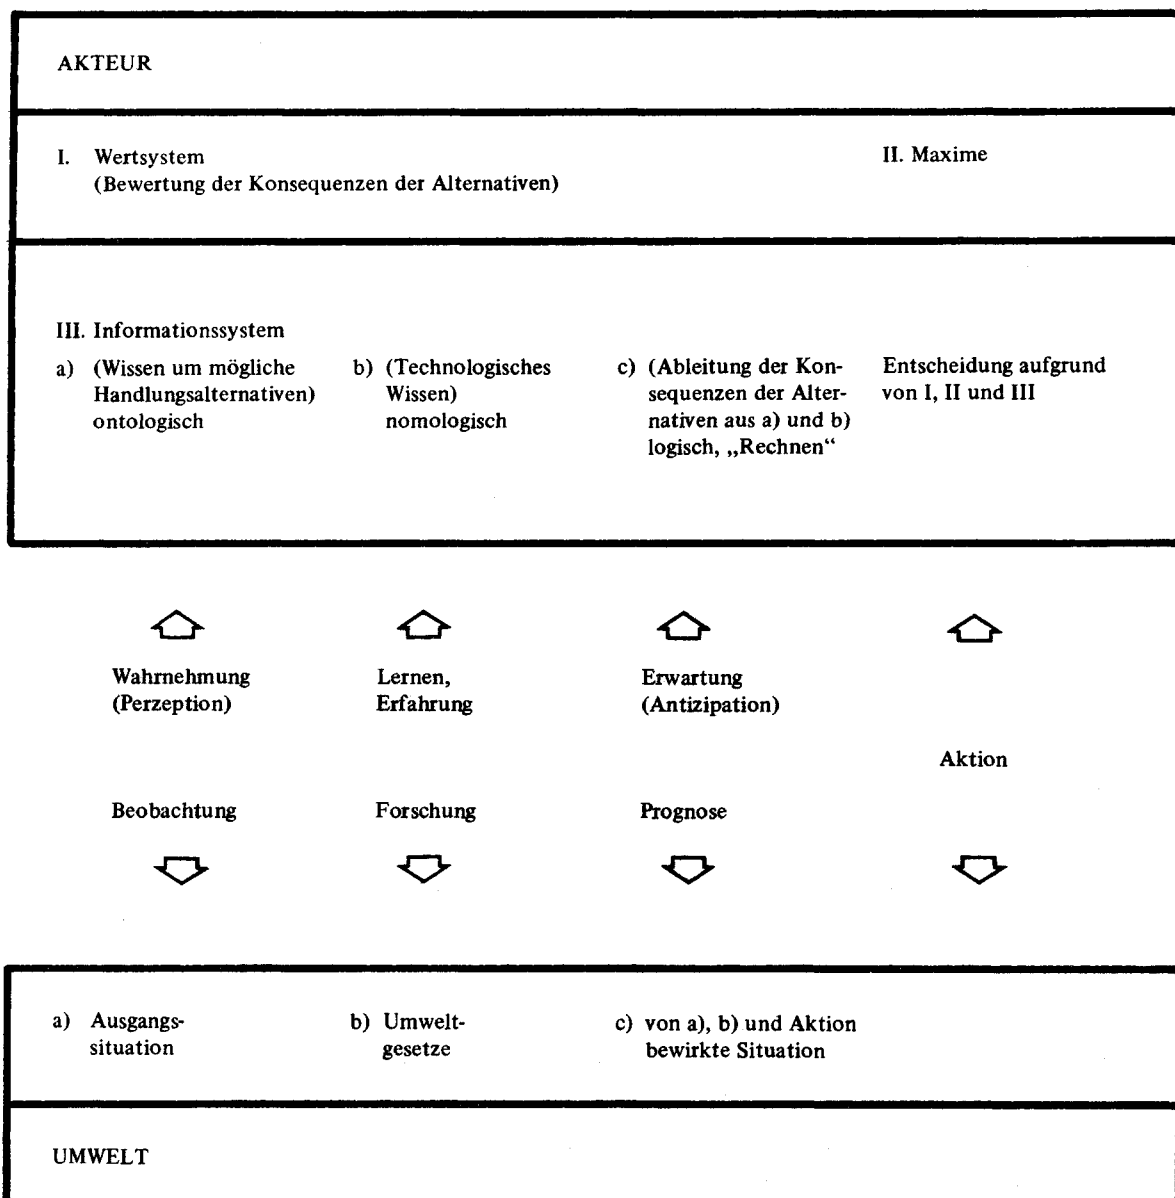 AKTEUR
I. Wertsystem
(Bewertung der Konsequenzen der Alternativen)
II. Maxime
III. Informationssystem
a) (Wissen um mögliche
Handlungsalternativen)
ontologisch
b) (Technologisches
Wissen)
nomologisch
c) (Ableitung der Kon-
sequenzen der Alter-
nativen aus a) und b)
logisch, „Rechnen“
Entscheidung aufgrund
von I, II und III
Wahrnehmung
(Perzeption)
Lernen,
Erfahrung
Erwartung
(Antizipation)
Aktion
Beobachtung
Forschung
Prognose
a) Ausgangs-
situation
b) Umwelt-
gesetze
c) von a), b) und Aktion
bewirkte Situation
UMWELT